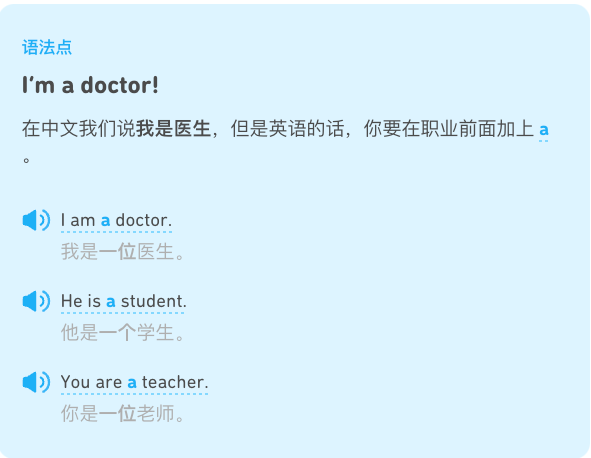 语法点
I'm a doctor!
在中文我们说我是医生，但是英语的话，你要在职业前面加上 a
。
I am a doctor.
我是一位医生。
He is a student.
他是一个学生。
You are a teacher.
你是一位老师。